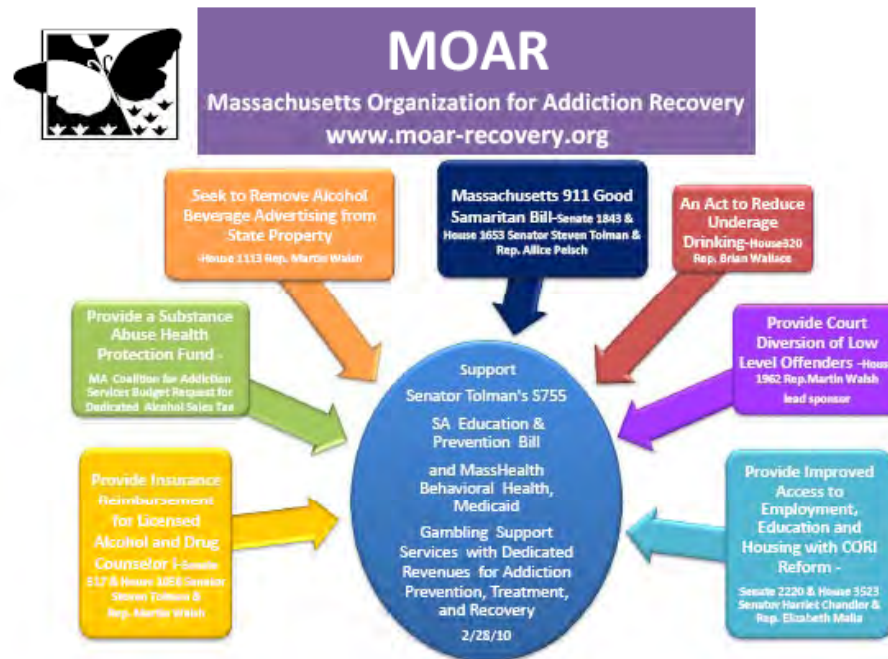 MOAR
Massachusetts Organization for Addiction Recovery
www.moar-recovery.org
Seek to Remove Alcohol
Beverage Advertising from
State Property
-House 1113 Rep. Martin Walsh
Massachusetts 911 Good
Samaritan Bill-Senate 1843 &
House 1653 Senator Steven Tolman &
Rep. Allice Peisch
An Act to Reduce
Underage
Drinking-House320
Rep. Brian Wallace
Provide a Substance
Abuse Health
Protection Fund -
MA Coalition for Addiction
Services Budget Request for
Dedicated Alcohol Sales Tax
Provide Court
Diversion of Low
Level Offenders -House
1962 Rep.Martin Walsh
lead sponsor
Provide Insurance
Reimbursement
for Licensed
Alcohol and Drug
Counselor I-Senate
& House
Senator
Steven Tolman &
Rep. Martin Walsh
Provide Improved
Access to
Employment,
Education and
Housing with CORI
Reform -
Senate 2220 & House 3523
Senator Harriet Chandler &
Rep. Elizabeth Malia
Support
Senator Tolman's S755
SA Education &
Prevention Bill
and MassHealth
Behavioral Health,
Medicaid
Gambling Support
Services with Dedicated
Revenues for Addiction
Prevention, Treatment,
and Recovery
2/28/10